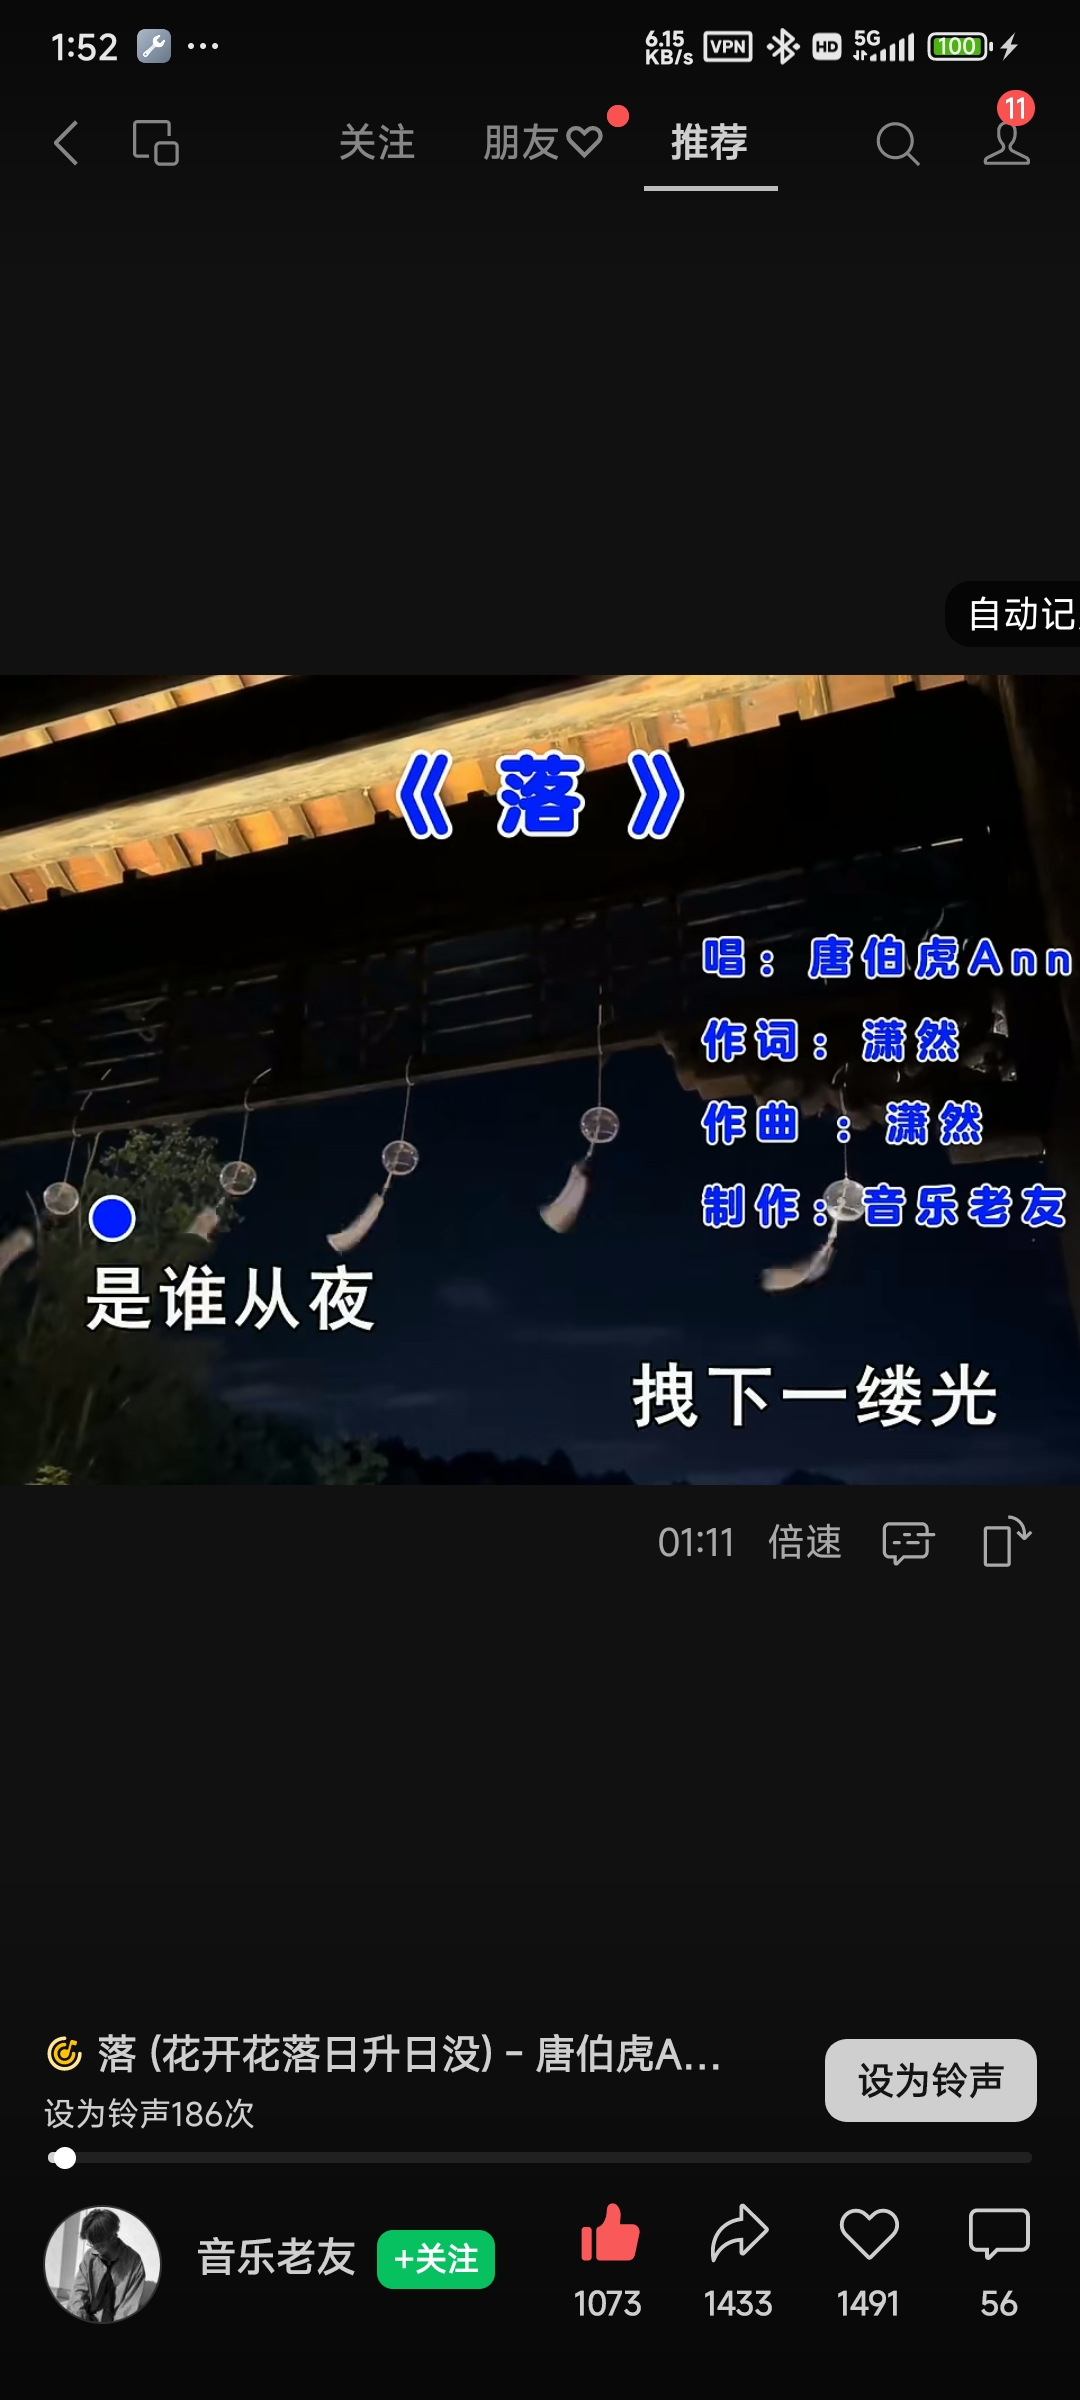 1:52
6.15 KB/s VPN HD 5G 100
关注 朋友 推荐 11
自动记
《落》
唱：唐伯虎Ann
作词：潇然
作曲：潇然
制作：音乐老友
是谁从夜
拽下一缕光
01:11 倍速
落 (花开花落日升日没) - 唐伯虎A...
设为铃声
设为铃声186次
音乐老友 +关注
1073 1433 1491 56